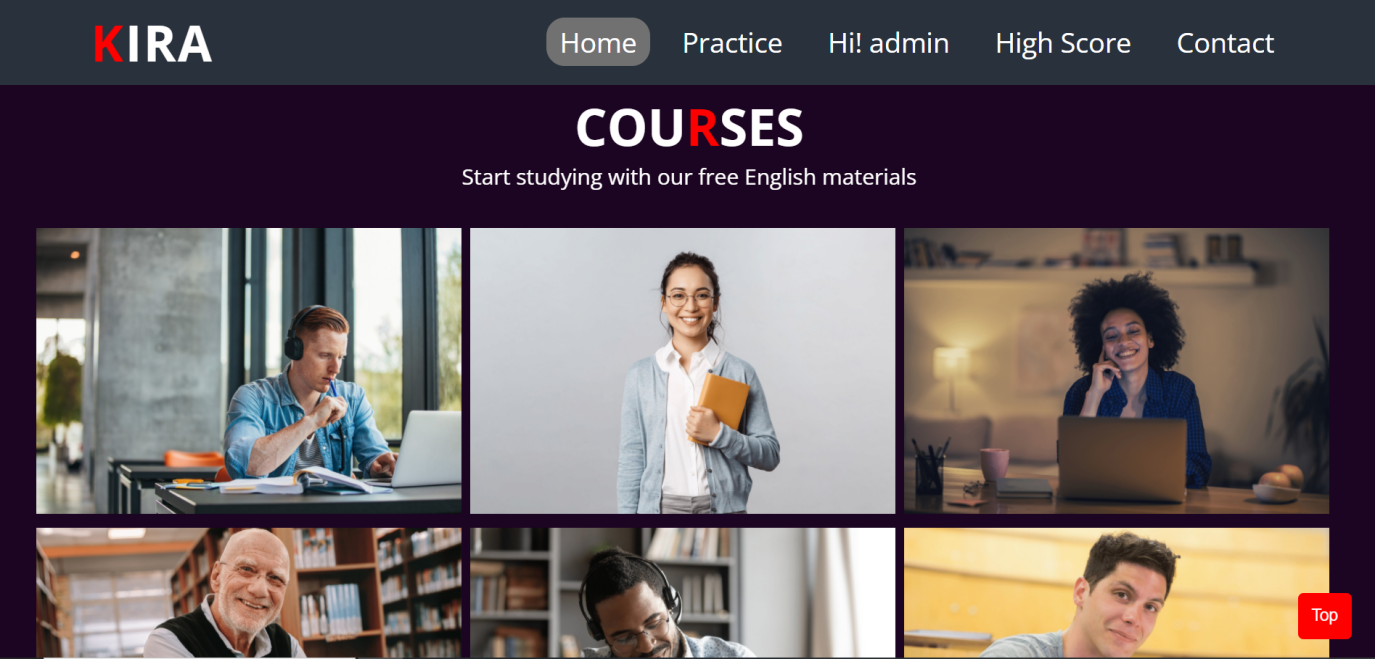 KIRA
Home Practice Hi! admin High Score Contact
COURSES
Start studying with our free English materials
Top